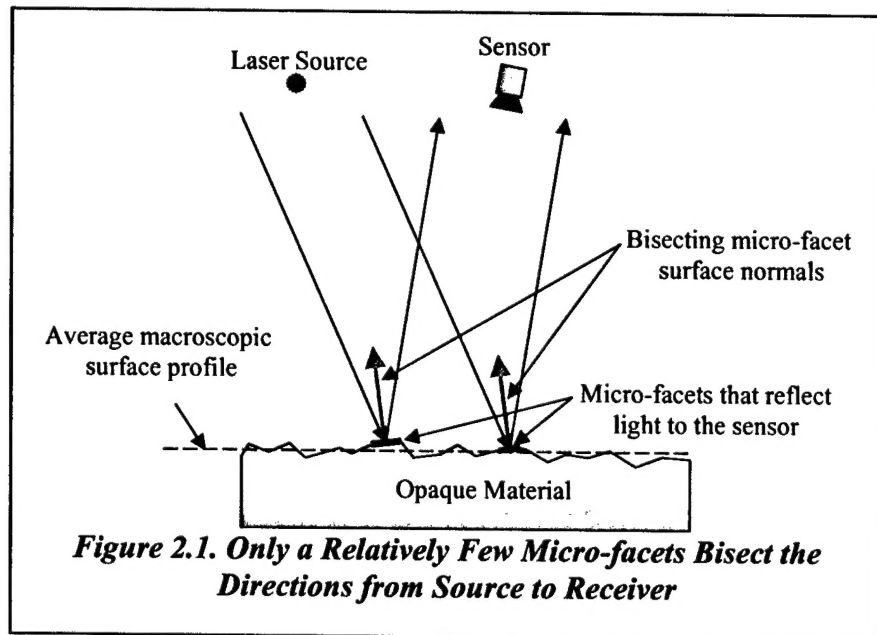 Sensor
Laser Source
Bisecting micro-facet
surface normals
Average macroscopic
surface profile
Micro-facets that reflect
light to the sensor
Opaque Material
Figure 2.1. Only a Relatively Few Micro-facets Bisect the
Directions from Source to Receiver